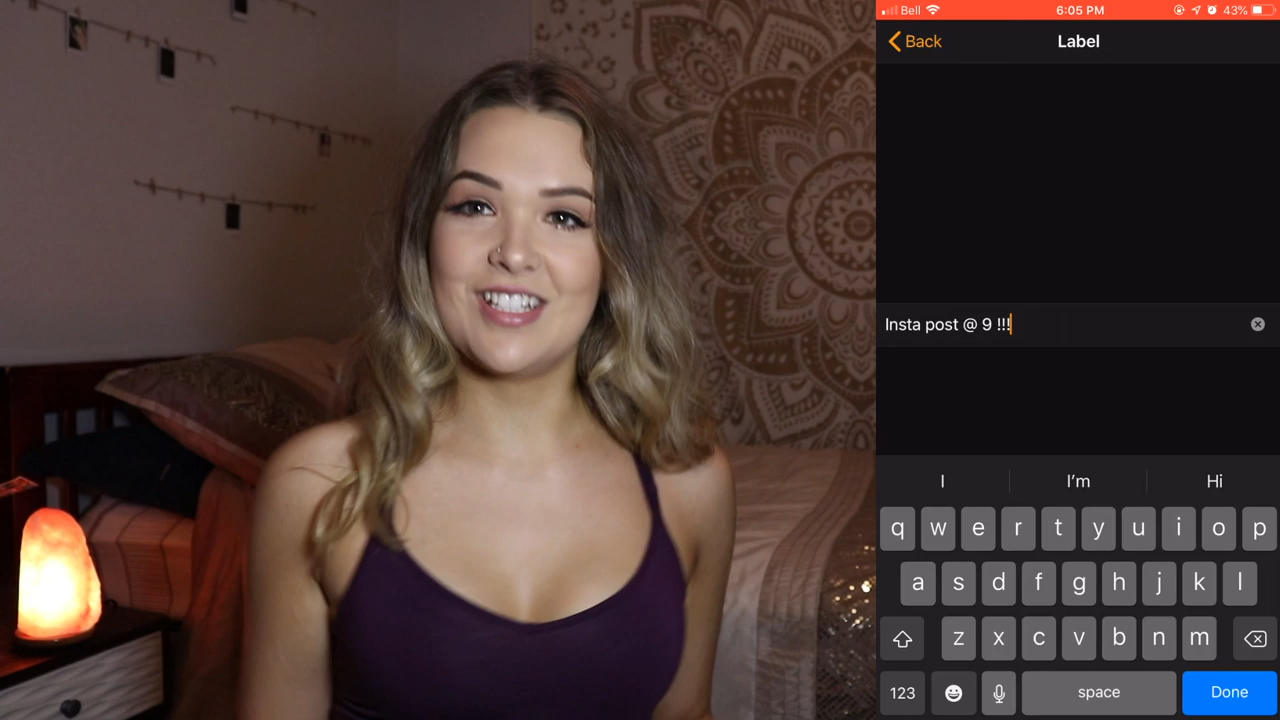 Bell 6:05 PM 43%
Back Label
Insta post @ 9 !!!
I I'm Hi
q w e r t y u i o p
a s d f g h j k l
z x c v b n m
123 space Done